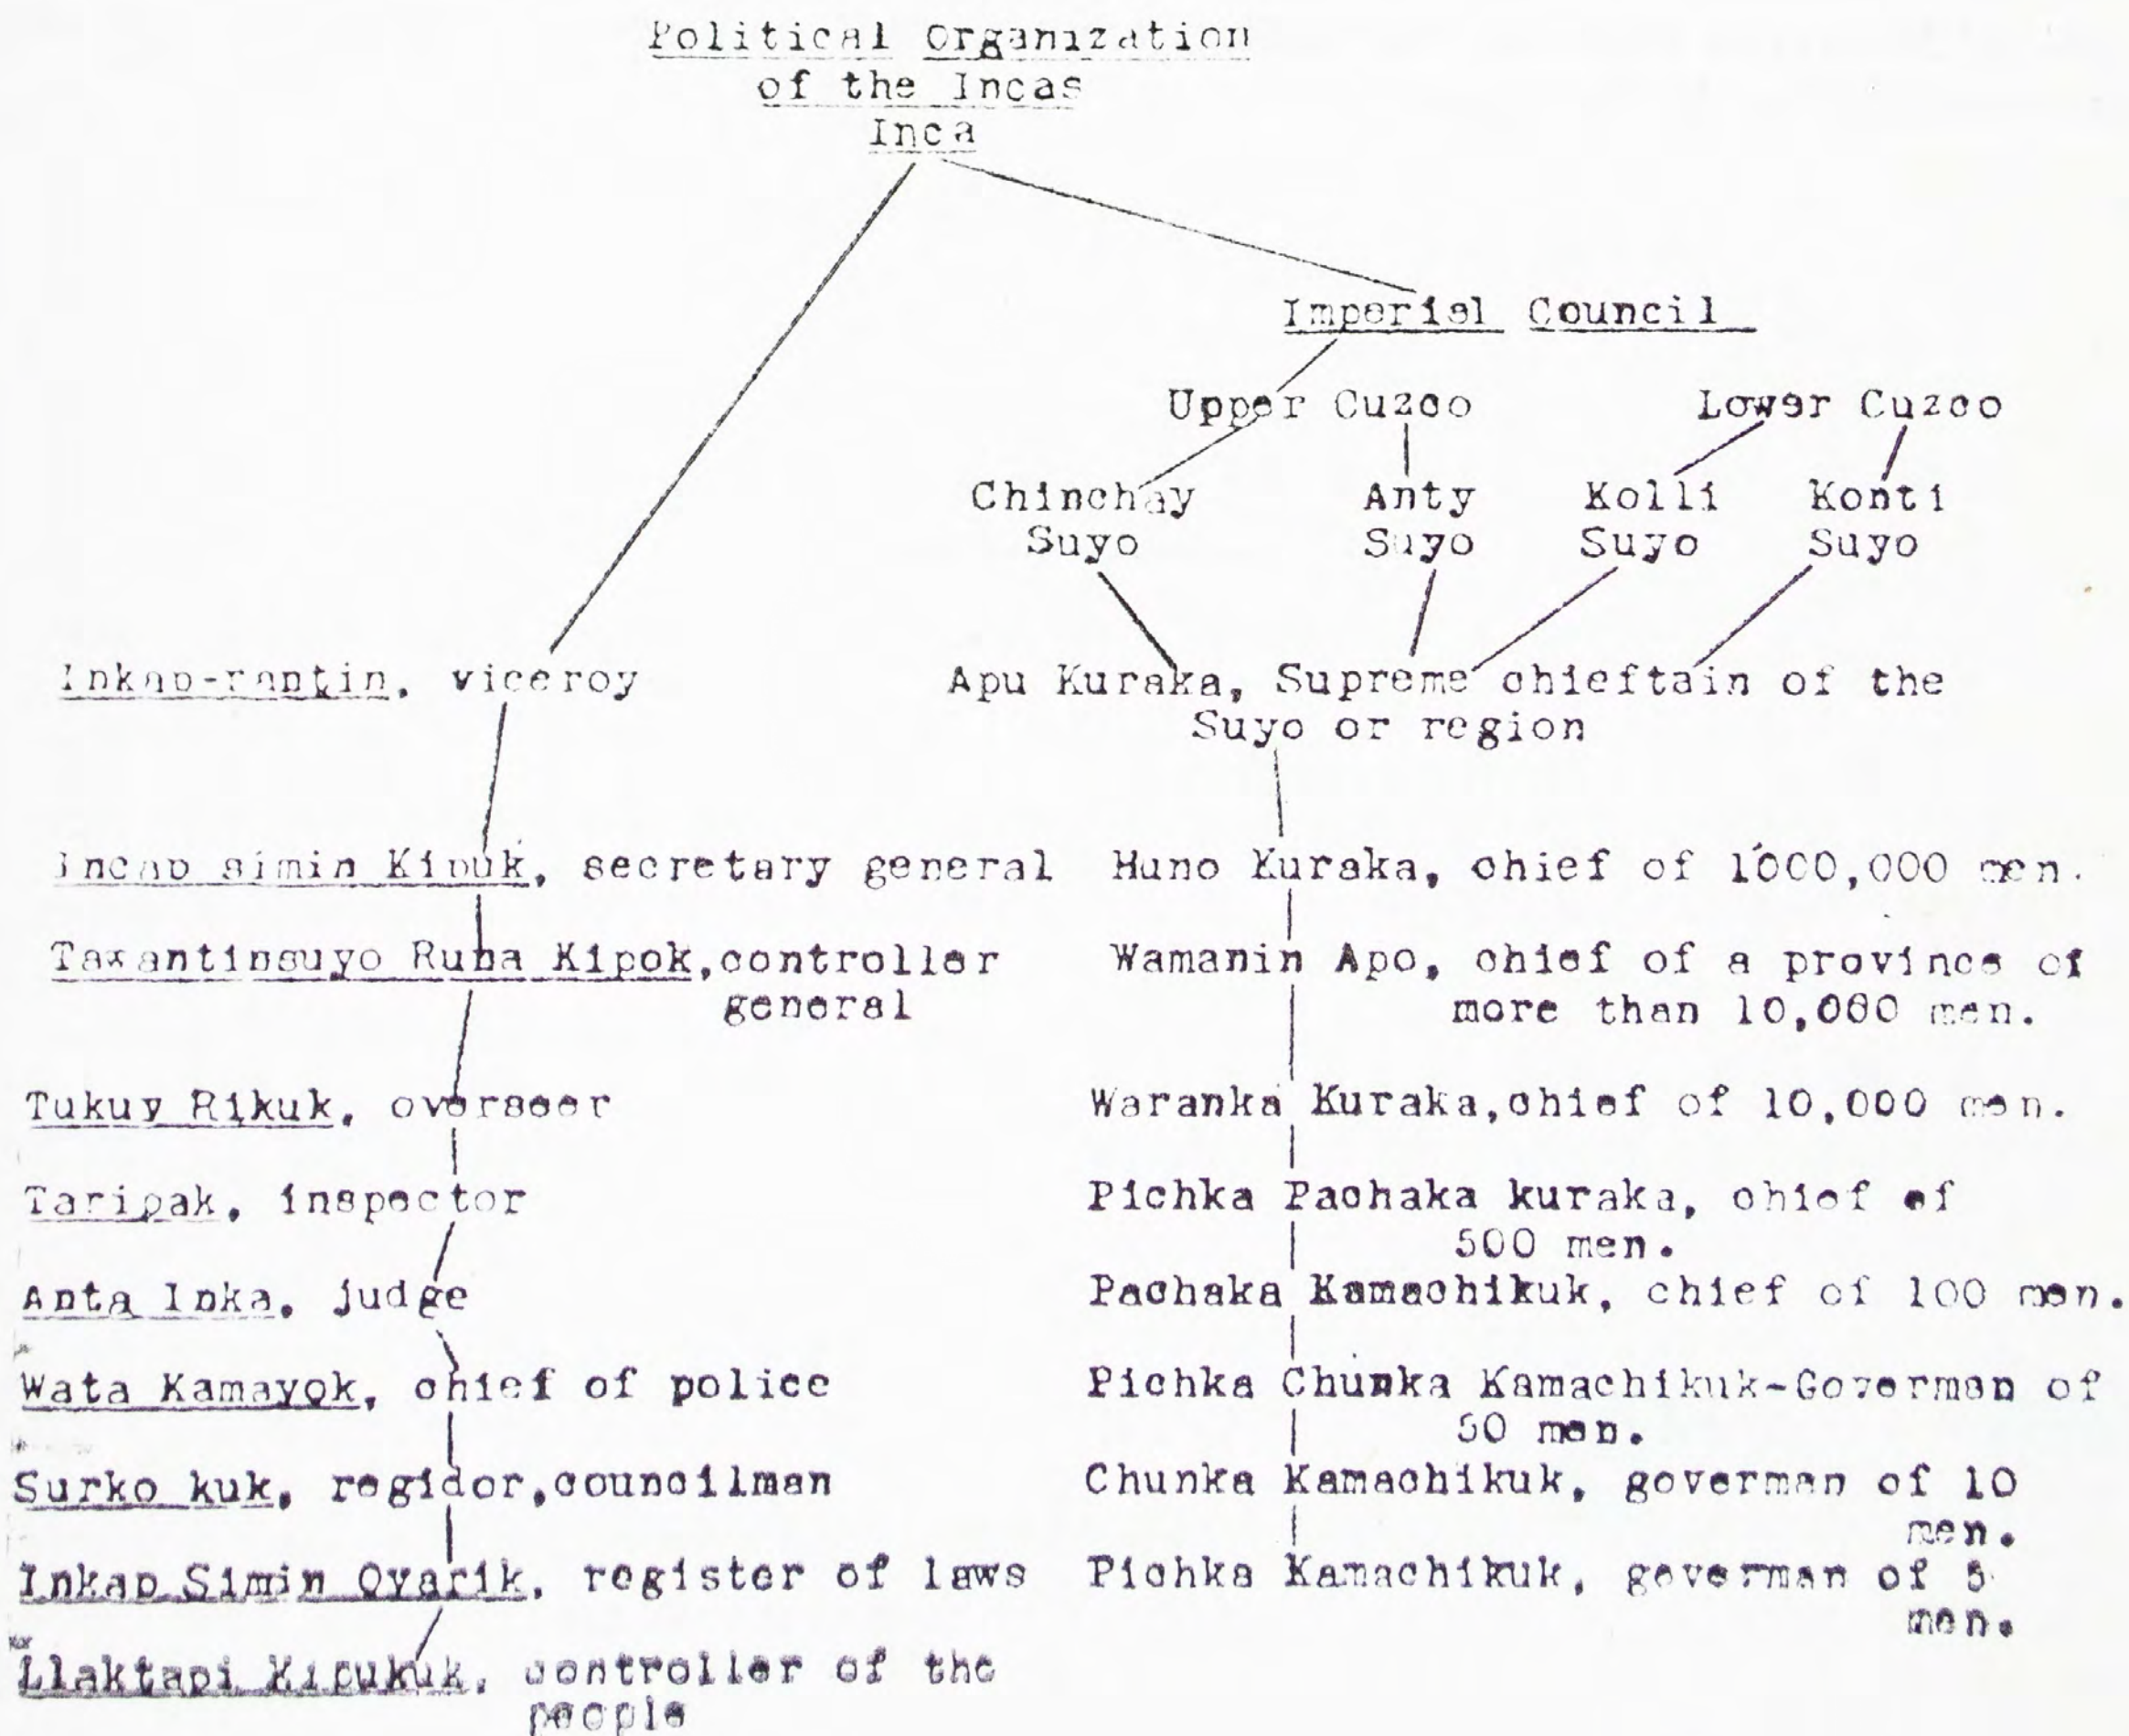 Political Organization
of the Incas
Inca
Imperial Council
Upper Cuzco Lower Cuzco
Chinchay Anty Kolli Konti
Suyo Suyo Suyo Suyo
Inkap-rantin, viceroy Apu Kuraka, Supreme chieftain of the
Suyo or region
Incap simin Kipuk, secretary general Huno Kuraka, chief of 1000,000 men.
Taxantinsuyo Runa Kipok, controller Wamanin Apo, chief of a province of
general more than 10,000 men.
Tukuy Rikuk, overseer Waranka Kuraka, chief of 10,000 men.
Taripak, inspector Pichka Pachaka kuraka, chief of
500 men.
Anta Inka, judge Pachaka Kamachikuk, chief of 100 men.
Wata Kamayok, chief of police Pichka Chunka Kamachikuk-Goverman of
50 men.
Surko kuk, regidor, councilman Chunka Kamachikuk, goverman of 10
men.
Inkap Simin Oyarik, register of laws Pichka Kamachikuk, goverman of 5
men.
Llaktapi Kipukuk, controller of the
people